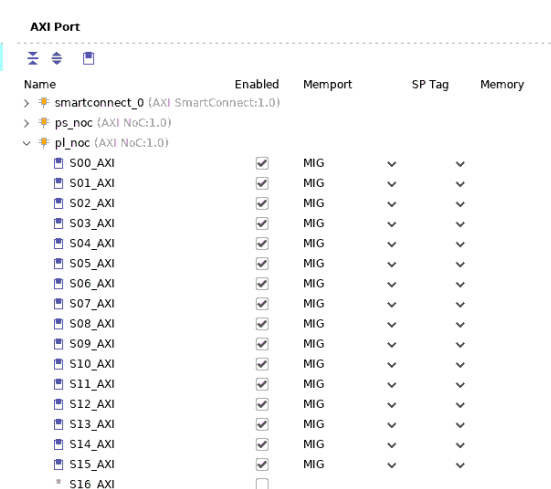 AXI Port
Name Enabled Memport SP Tag Memory
smartconnect_0 (AXI SmartConnect:1.0)
ps_noc (AXI NoC:1.0)
pl_noc (AXI NoC:1.0)
S00_AXI MIG
S01_AXI MIG
S02_AXI MIG
S03_AXI MIG
S04_AXI MIG
S05_AXI MIG
S06_AXI MIG
S07_AXI MIG
S08_AXI MIG
S09_AXI MIG
S10_AXI MIG
S11_AXI MIG
S12_AXI MIG
S13_AXI MIG
S14_AXI MIG
S15_AXI MIG
S16_AXI